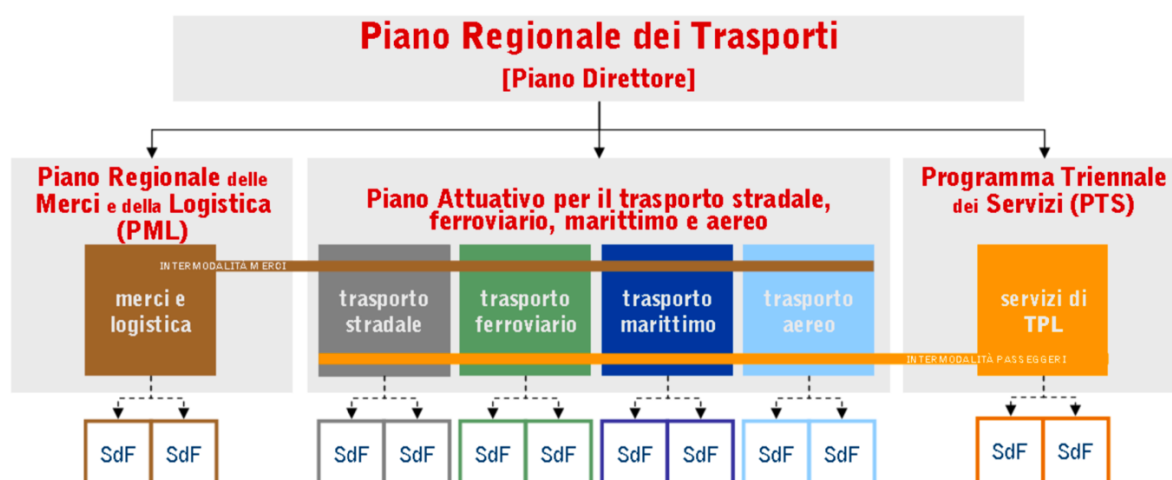 Piano Regionale dei Trasporti
[Piano Direttore]
Piano Regionale delle
Merci e della Logistica
(PML)
Piano Attuativo per il trasporto stradale,
ferroviario, marittimo e aereo
Programma Triennale
dei Servizi (PTS)
INTERMODALITÀ MERCI
merci e
logistica
trasporto
stradale
trasporto
ferroviario
trasporto
marittimo
trasporto
aereo
servizi di
TPL
INTERMODALITÀ PASSEGGERI
SdF SdF SdF SdF SdF SdF SdF SdF SdF SdF SdF SdF